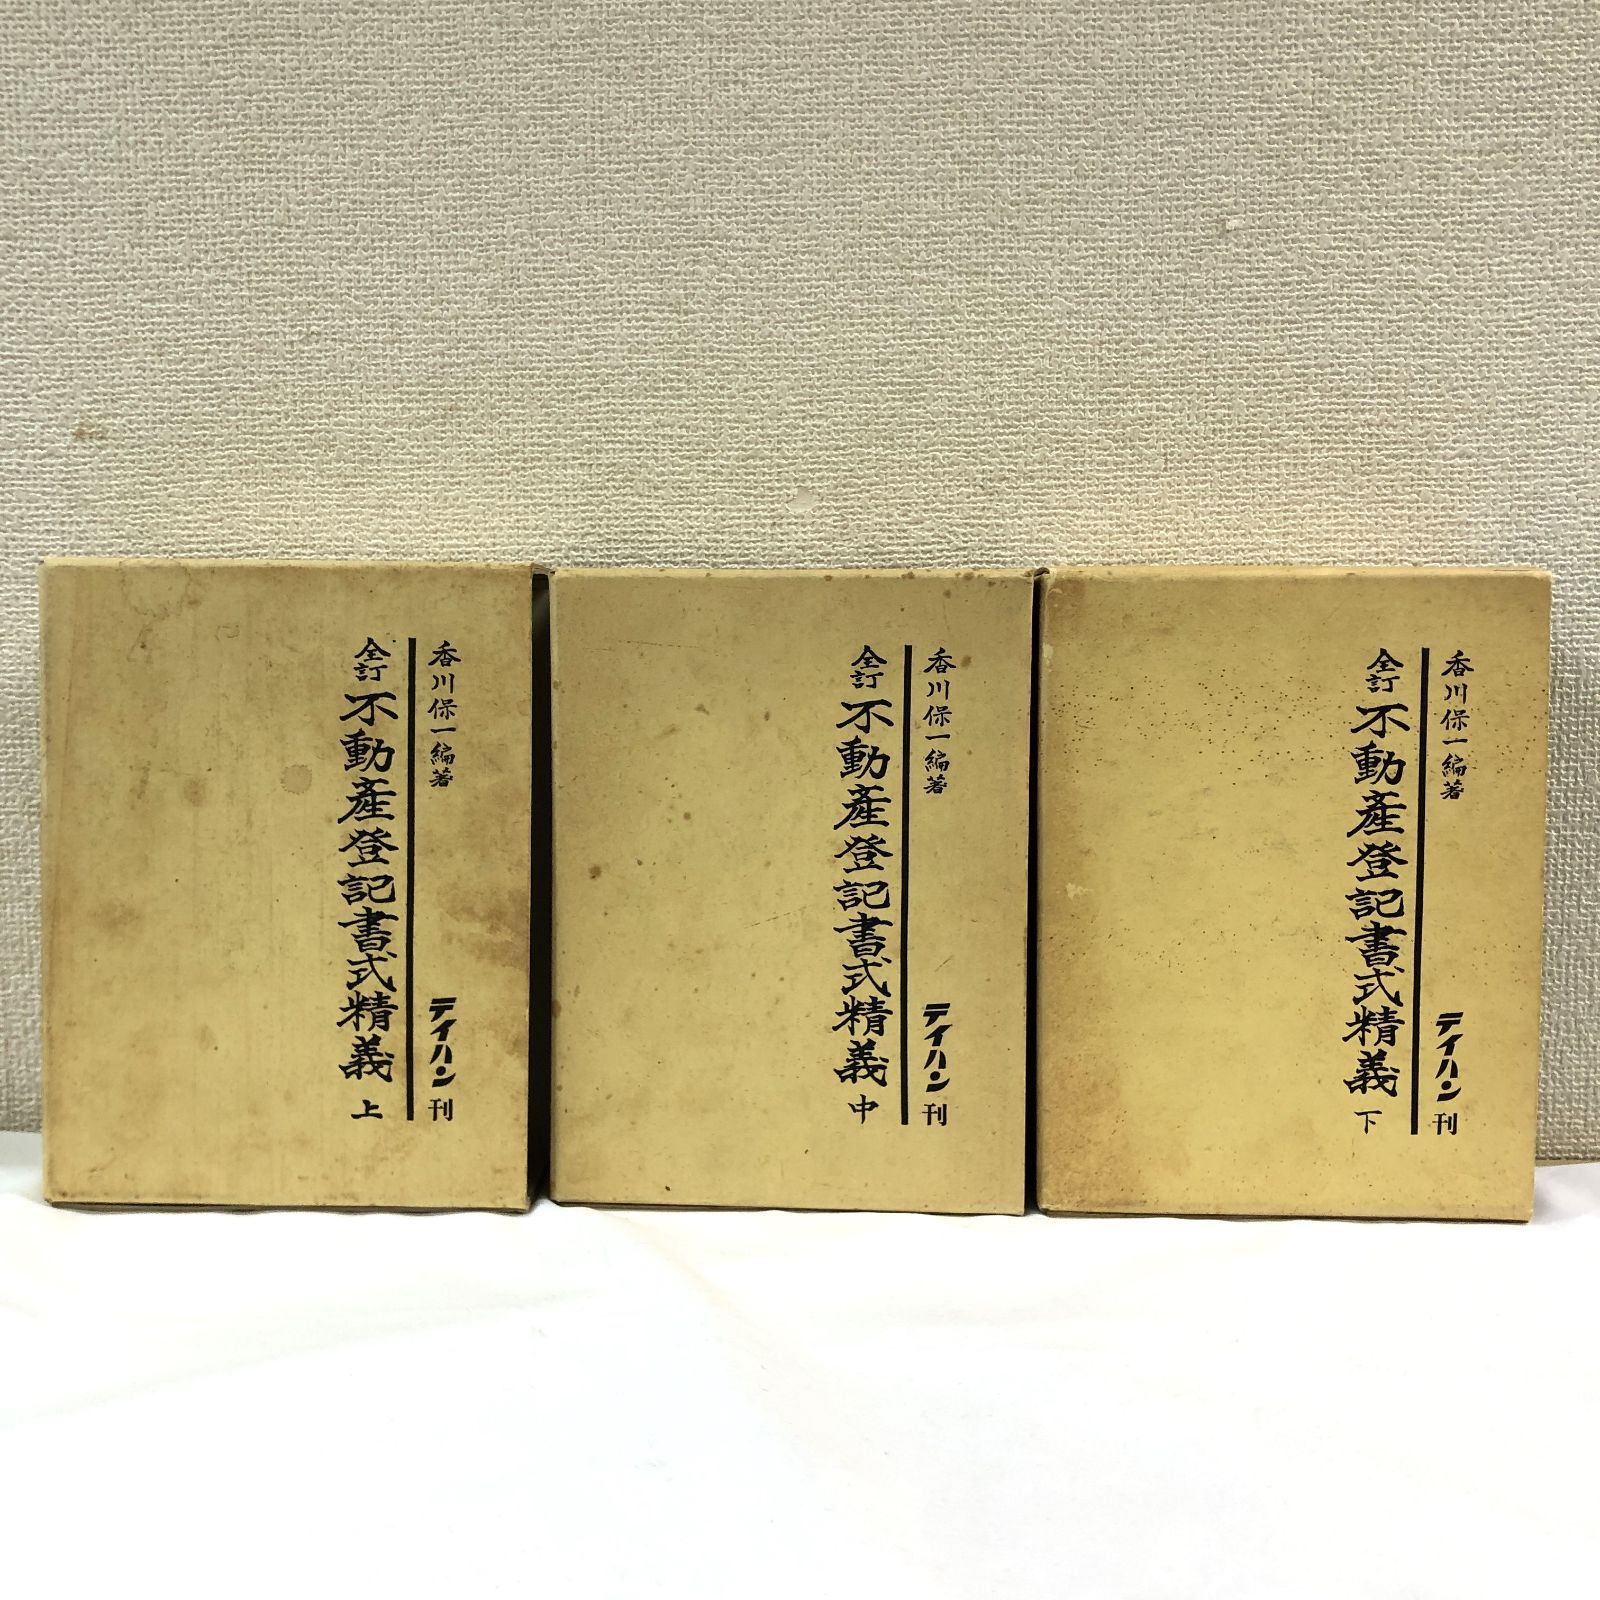 香川保一編著
全訂 不動産登記書式精義 上
テイハン 刊
香川保一編著
全訂 不動産登記書式精義 中
テイハン 刊
香川保一編著
全訂 不動産登記書式精義 下
テイハン 刊